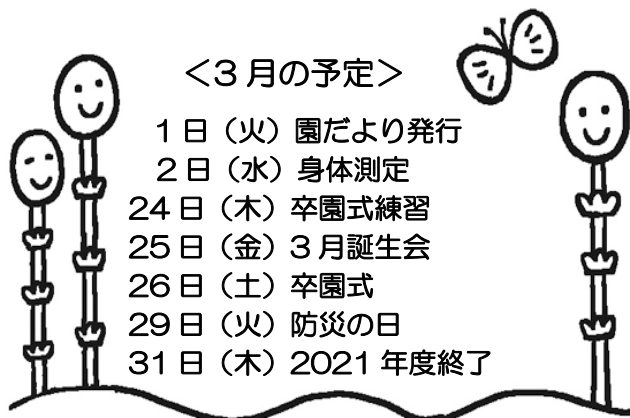 ＜3月の予定＞
1日（火）園だより発行
2日（水）身体測定
24日（木）卒園式練習
25日（金）3月誕生会
26日（土）卒園式
29日（火）防災の日
31日（木）2021年度終了